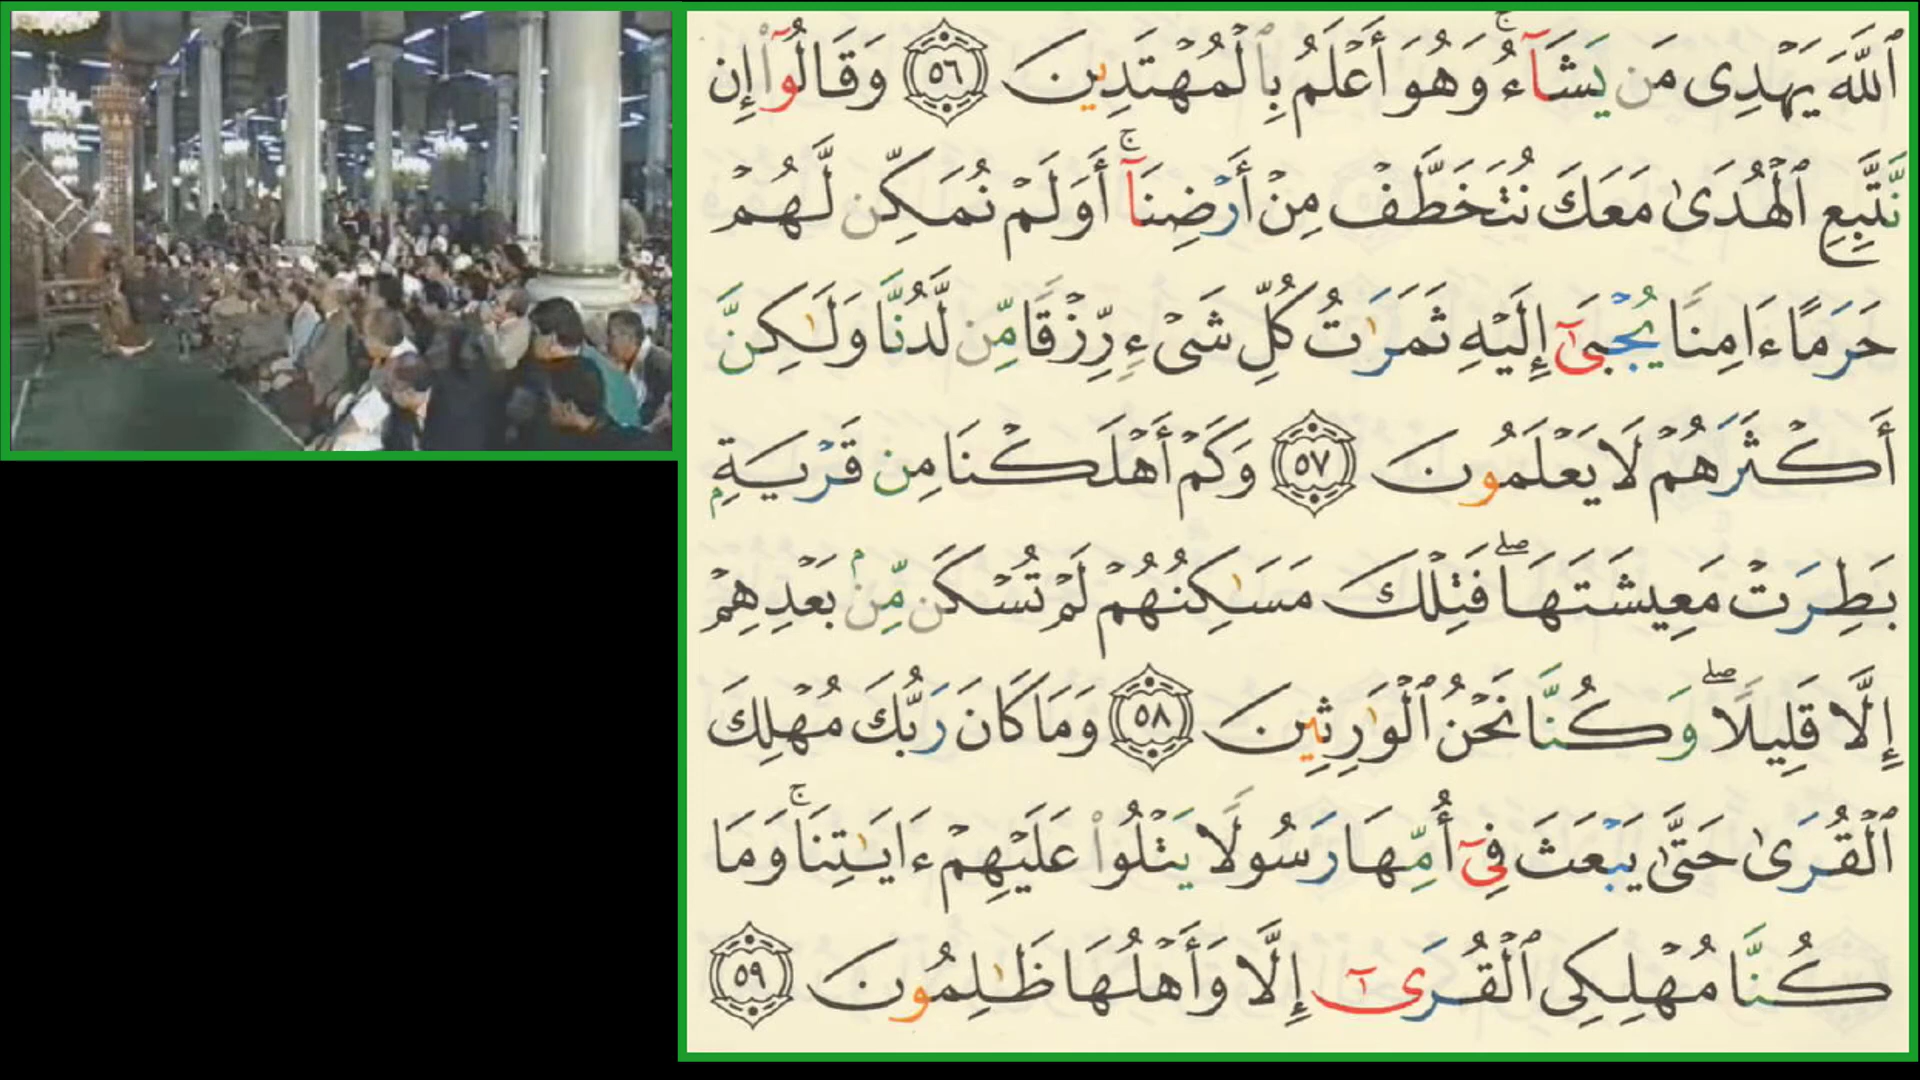 ٱللَّهَ يَهْدِى مَن يَشَآءُ ۚ وَهُوَ أَعْلَمُ بِٱلْمُهْتَدِينَ ٥٦ وَقَالُوٓا۟ إِن
نَّتَّبِعِ ٱلْهُدَىٰ مَعَكَ نُتَخَطَّفْ مِنْ أَرْضِنَآ ۚ أَوَلَمْ نُمَكِّن لَّهُمْ
حَرَمًا ءَامِنًا يُجْبَىٰٓ إِلَيْهِ ثَمَرَٰتُ كُلِّ شَىْءٍ رِّزْقًا مِّن لَّدُنَّا وَلَـٰكِنَّ
أَكْثَرَهُمْ لَا يَعْلَمُونَ ٥٧ وَكَمْ أَهْلَكْنَا مِن قَرْيَةٍۭ
بَطِرَتْ مَعِيشَتَهَا ۖ فَتِلْكَ مَسَـٰكِنُهُمْ لَمْ تُسْكَن مِّنۢ بَعْدِهِمْ
إِلَّا قَلِيلًا ۖ وَكُنَّا نَحْنُ ٱلْوَٰرِثِينَ ٥٨ وَمَا كَانَ رَبُّكَ مُهْلِكَ
ٱلْقُرَىٰ حَتَّىٰ يَبْعَثَ فِىٓ أُمِّهَا رَسُولًا يَتْلُوا۟ عَلَيْهِمْ ءَايَـٰتِنَا ۚ وَمَا
كُنَّا مُهْلِكِى ٱلْقُرَىٰٓ إِلَّا وَأَهْلُهَا ظَـٰلِمُونَ ٥٩